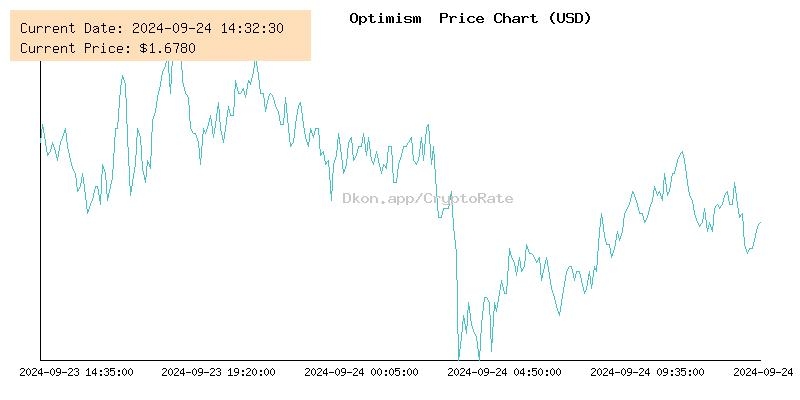 Optimism  Price Chart (USD)
Current Date: 2024-09-24 14:32:30
Current Price: $1.6780
Dkon.app/CryptoRate
2024-09-23 14:35:00 2024-09-23 19:20:00 2024-09-24 00:05:00 2024-09-24 04:50:00 2024-09-24 09:35:00 2024-09-24